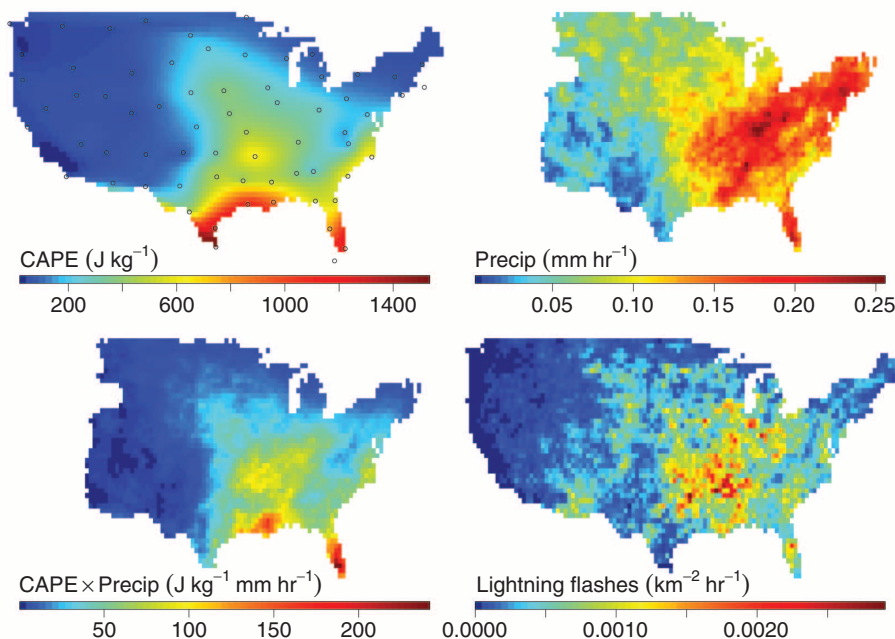 CAPE (J kg⁻¹)
200 600 1000 1400
Precip (mm hr⁻¹)
0.05 0.10 0.15 0.20 0.25
CAPE × Precip (J kg⁻¹ mm hr⁻¹)
50 100 150 200
Lightning flashes (km⁻² hr⁻¹)
0.0000 0.0010 0.0020